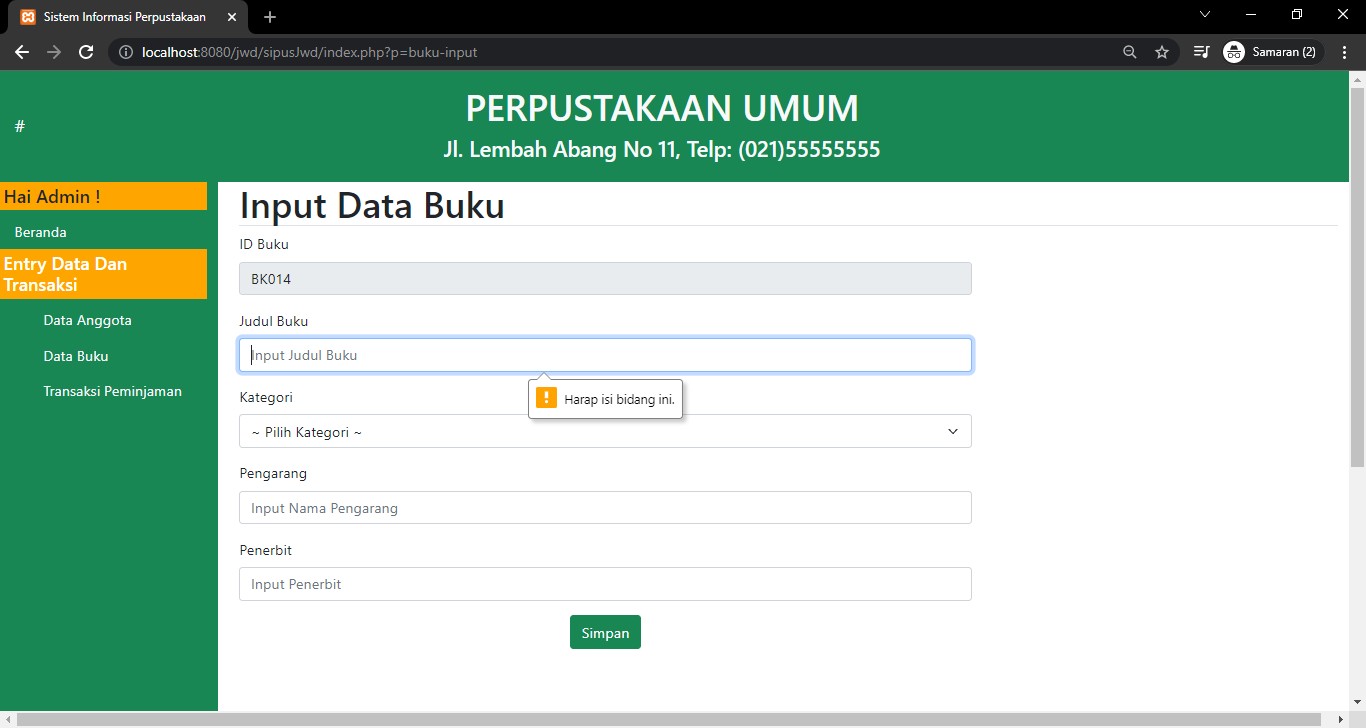 Sistem Informasi Perpustakaan
localhost:8080/jwd/sipusJwd/index.php?p=buku-input
Samaran (2)
#
PERPUSTAKAAN UMUM
Jl. Lembah Abang No 11, Telp: (021)55555555
Hai Admin !
Beranda
Entry Data Dan
Transaksi
Data Anggota
Data Buku
Transaksi Peminjaman
Input Data Buku
ID Buku
BK014
Judul Buku
Input Judul Buku
Harap isi bidang ini.
Kategori
~ Pilih Kategori ~
Pengarang
Input Nama Pengarang
Penerbit
Input Penerbit
Simpan